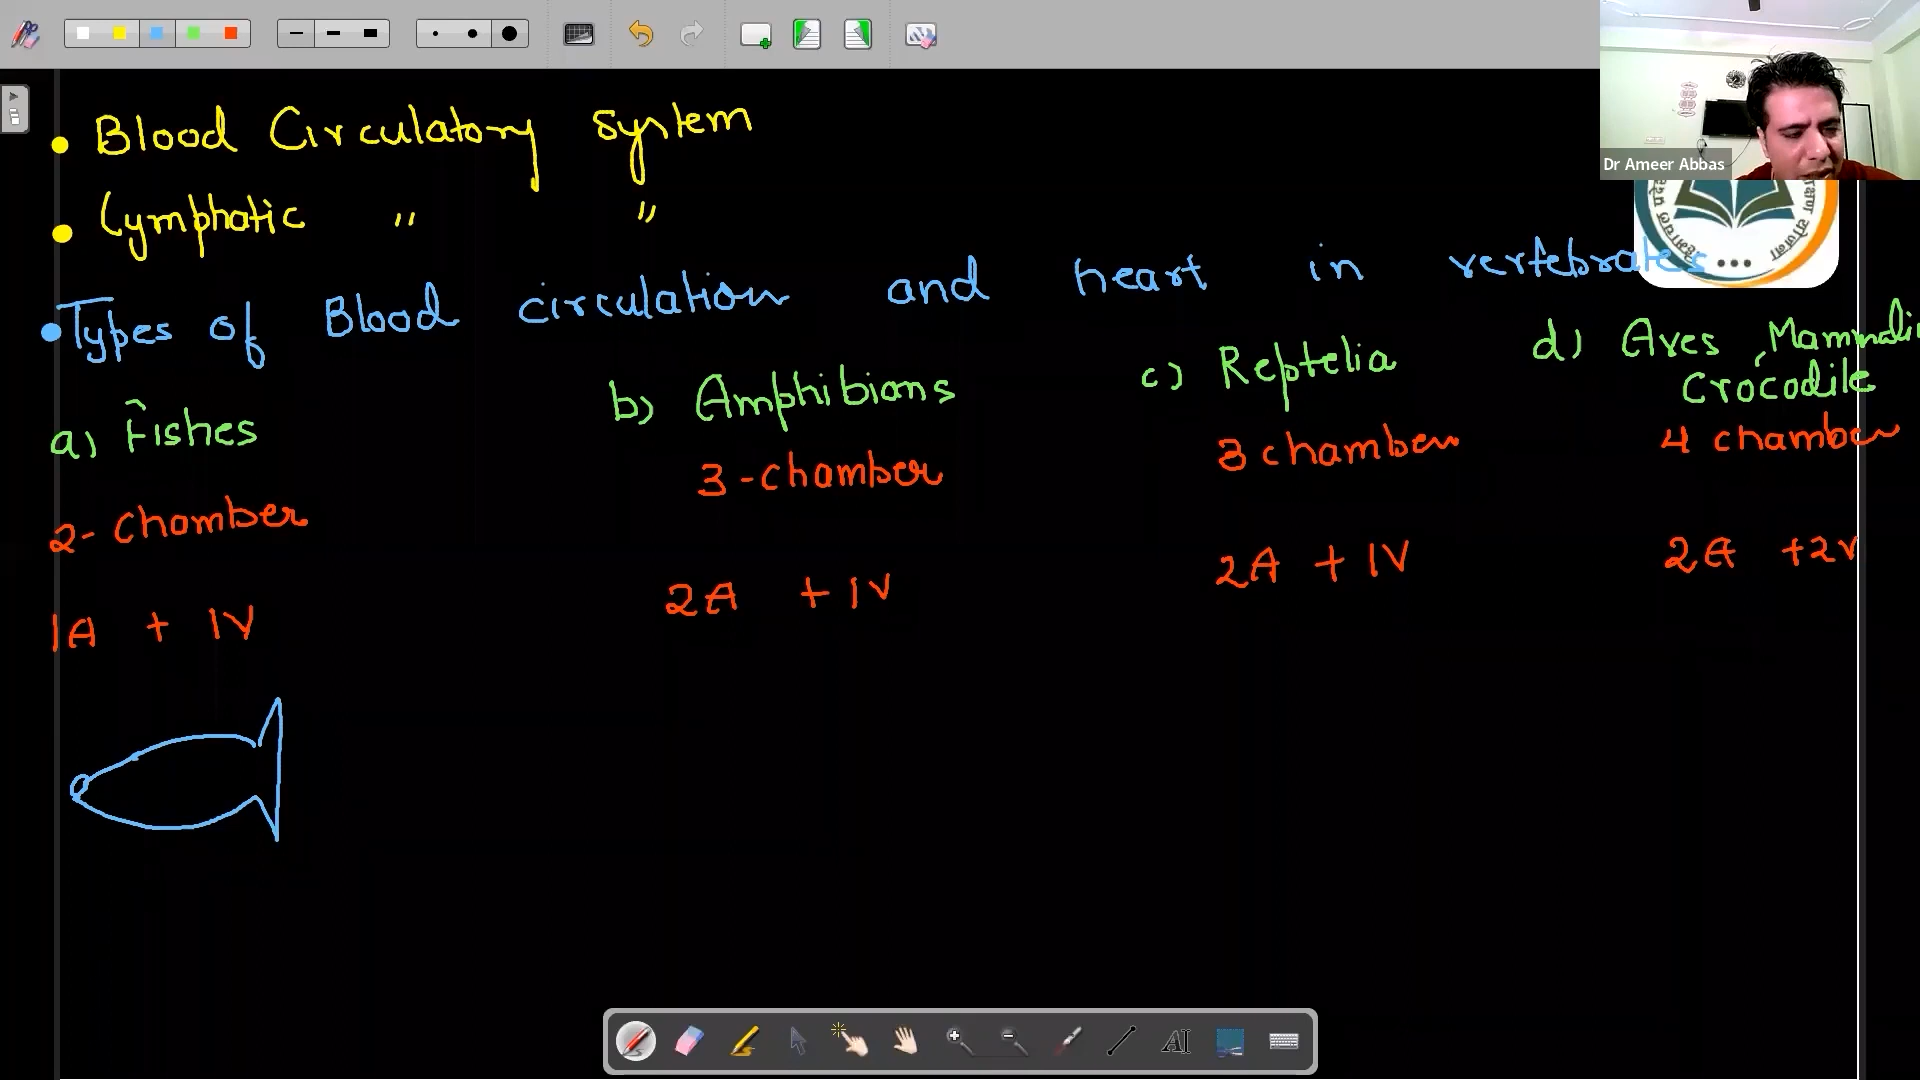 Dr Ameer Abbas
• Blood Circulatory system
• Lymphatic " "
• Types of Blood circulation and heart in vertebrates
a) Fishes b) Amphibians c) Reptelia d) Aves, Mammali
Crocodile
2- Chamber 3-chamber 3 chamber 4 chamber
1A + 1V 2A + 1V 2A + 1V 2A +2V